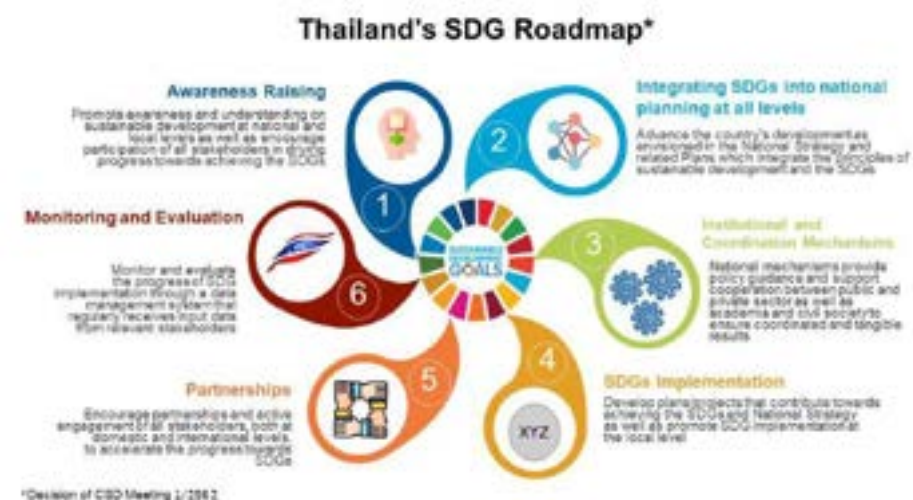 Thailand's SDG Roadmap*
Awareness Raising
Promote awareness and understanding on
sustainable development at national and
local levels as well as encourage
participation of all stakeholders in driving
progress towards achieving the SDGs
1
2
Integrating SDGs into national
planning at all levels
Advance the country's development as
envisioned in the National Strategy and
related Plans which integrate the principles of
sustainable development and the SDGs
3
Institutional and
Coordination Mechanisms
National mechanisms provide
policy guidance and support
cooperation between public and
private sector as well as
academia and civil society to
ensure coordinated and tangible
results
4
XYZ
SDGs Implementation
Develop plans/projects that contribute towards
achieving the SDGs and National Strategy
as well as promote SDG implementation at
the local level
5
Partnerships
Encourage partnerships and active
engagement of all stakeholders, both at
domestic and international levels,
to accelerate the progress towards
SDGs
6
Monitoring and Evaluation
Monitor and evaluate
the progress of SDG
implementation through a data
management system that
regularly receives input data
from relevant stakeholders
SUSTAINABLE
DEVELOPMENT
GOALS
*Decision of CSD Meeting 1/2562